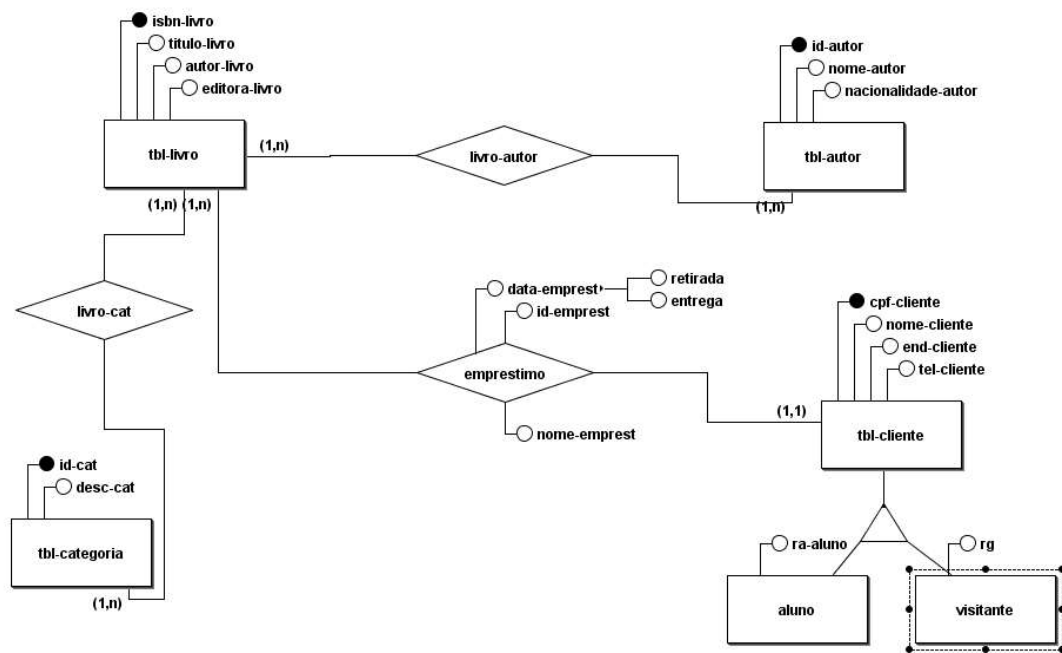 isbn-livro
titulo-livro
autor-livro
editora-livro
tbl-livro
(1,n)
livro-autor
id-autor
nome-autor
nacionalidade-autor
tbl-autor
(1,n)
(1,n) (1,n)
livro-cat
data-emprest
retirada
entrega
id-emprest
emprestimo
nome-emprest
cpf-cliente
nome-cliente
end-cliente
tel-cliente
(1,1)
tbl-cliente
id-cat
desc-cat
tbl-categoria
(1,n)
ra-aluno
aluno
rg
visitante